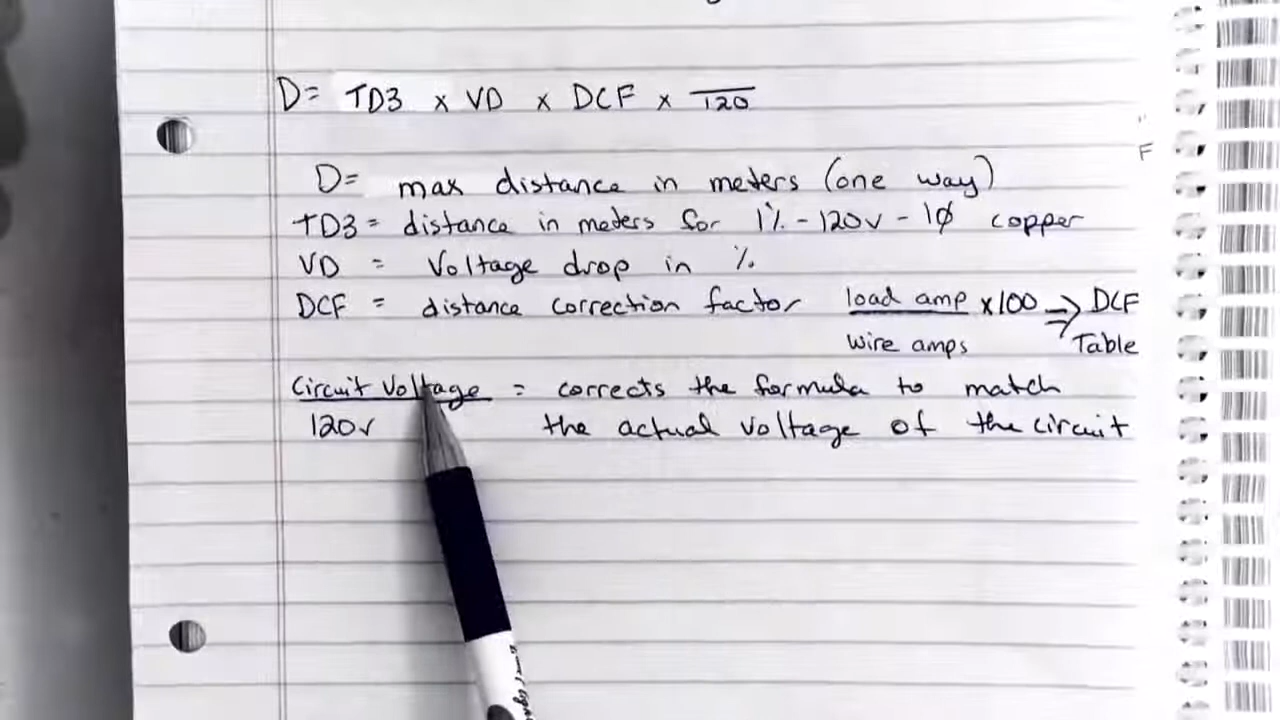 D= TD3 x VD x DCF x /120
F
D= max distance in meters (one way)
TD3 = distance in meters for 1% - 120v - 1ø copper
VD = Voltage drop in %
DCF = distance correction factor load amp x100 => DCF
wire amps Table
Circuit Voltage = corrects the formula to match
120v the actual voltage of the circuit